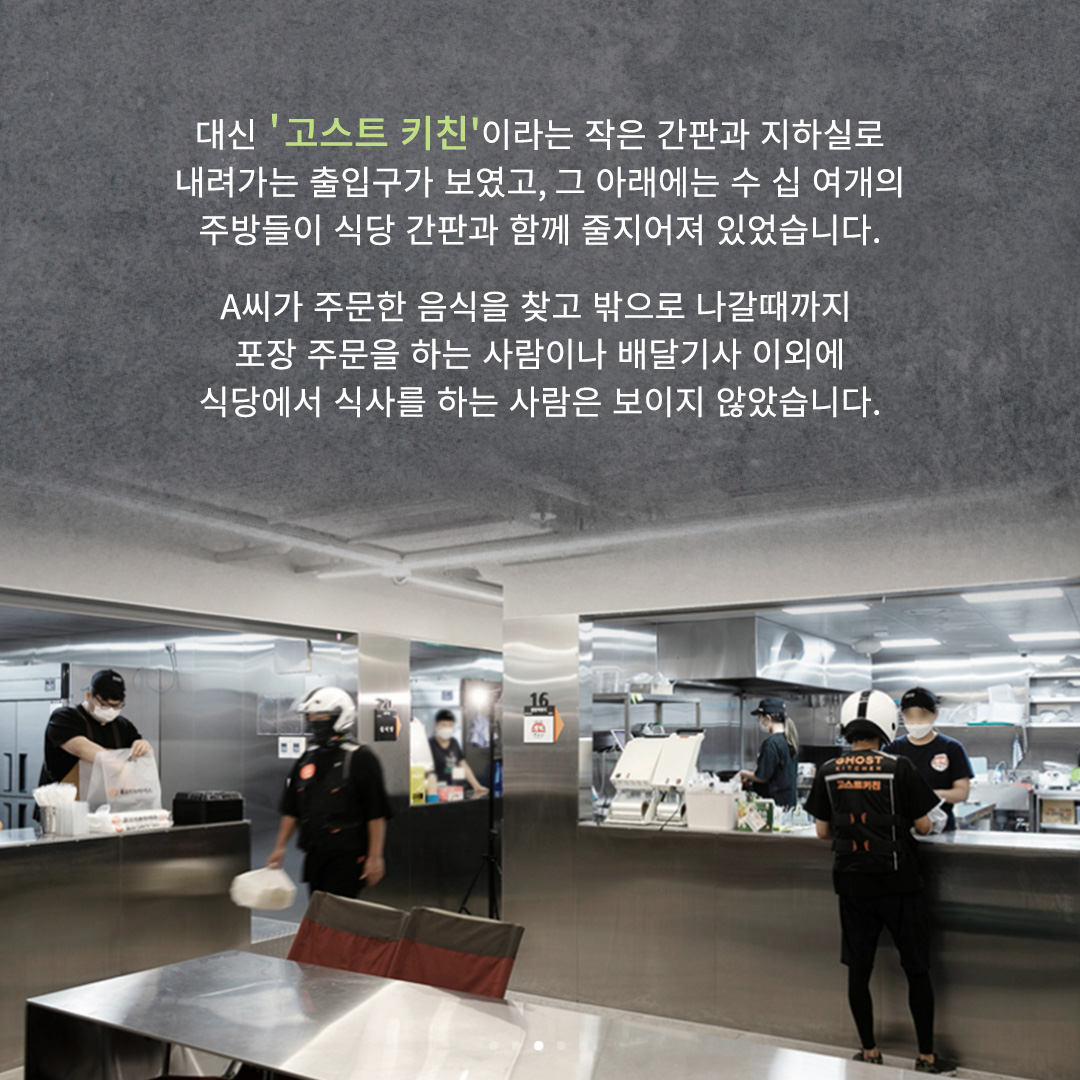 대신 '고스트 키친'이라는 작은 간판과 지하실로
내려가는 출입구가 보였고, 그 아래에는 수 십 여개의
주방들이 식당 간판과 함께 줄지어져 있었습니다.
A씨가 주문한 음식을 찾고 밖으로 나갈때까지
포장 주문을 하는 사람이나 배달기사 이외에
식당에서 식사를 하는 사람은 보이지 않았습니다.
20
16
GHOST
KITCHEN
고스트키친